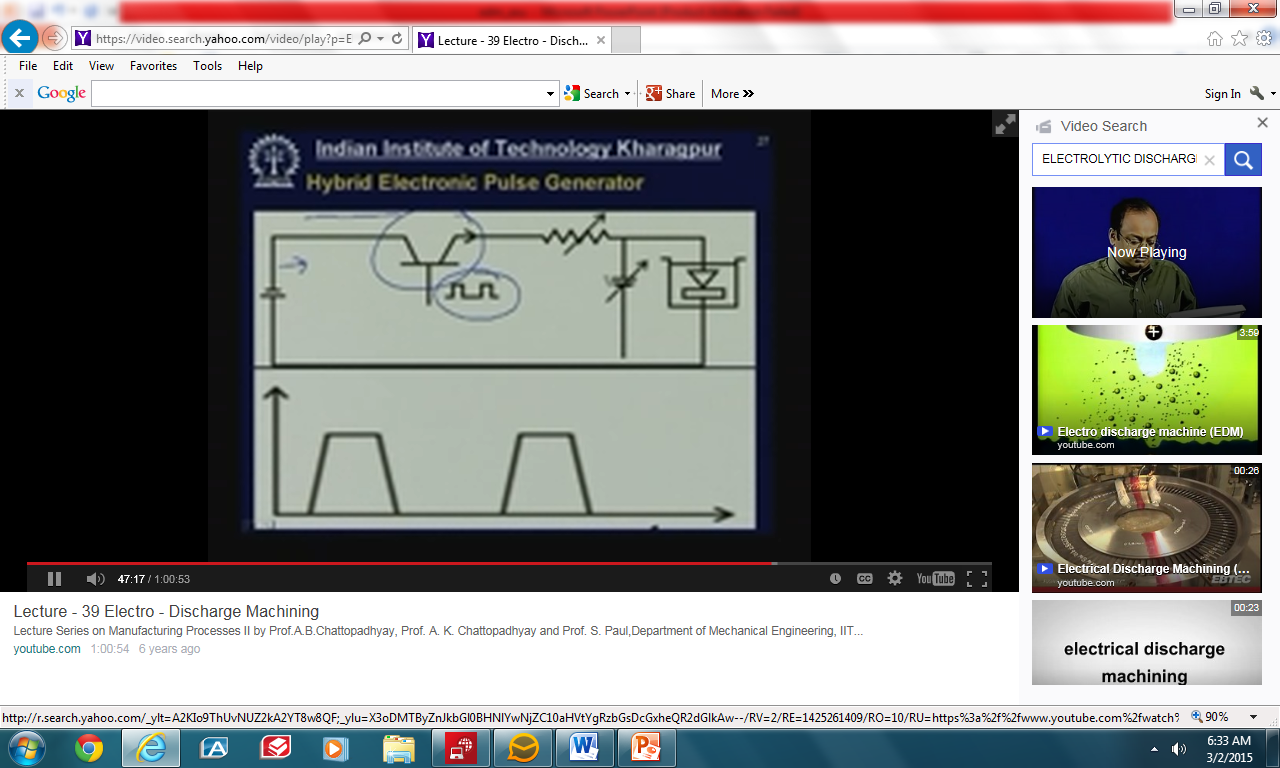 https://video.search.yahoo.com/video/play?p=E
Lecture - 39 Electro - Disch...
File Edit View Favorites Tools Help
Google
Search
Share
More
Sign In
Indian Institute of Technology Kharagpur
27
Hybrid Electronic Pulse Generator
47:17 / 1:00:53
CC
YouTube
Video Search
ELECTROLYTIC DISCHARG
Now Playing
3:59
Electro discharge machine (EDM)
youtube.com
00:26
Electrical Discharge Machining (...
youtube.com
EBTEC
00:23
electrical discharge
machining
Lecture - 39 Electro - Discharge Machining
Lecture Series on Manufacturing Processes II by Prof.A.B.Chattopadhyay, Prof. A. K. Chattopadhyay and Prof. S. Paul,Department of Mechanical Engineering, IIT...
youtube.com 1:00:54 6 years ago
90%
6:33 AM
3/2/2015